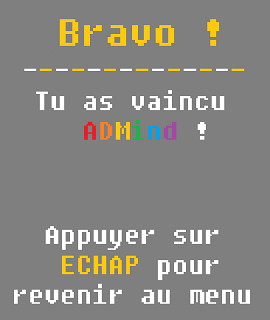 Bravo !
--------------
Tu as vaincu
ADMind !
Appuyer sur
ECHAP pour
revenir au menu